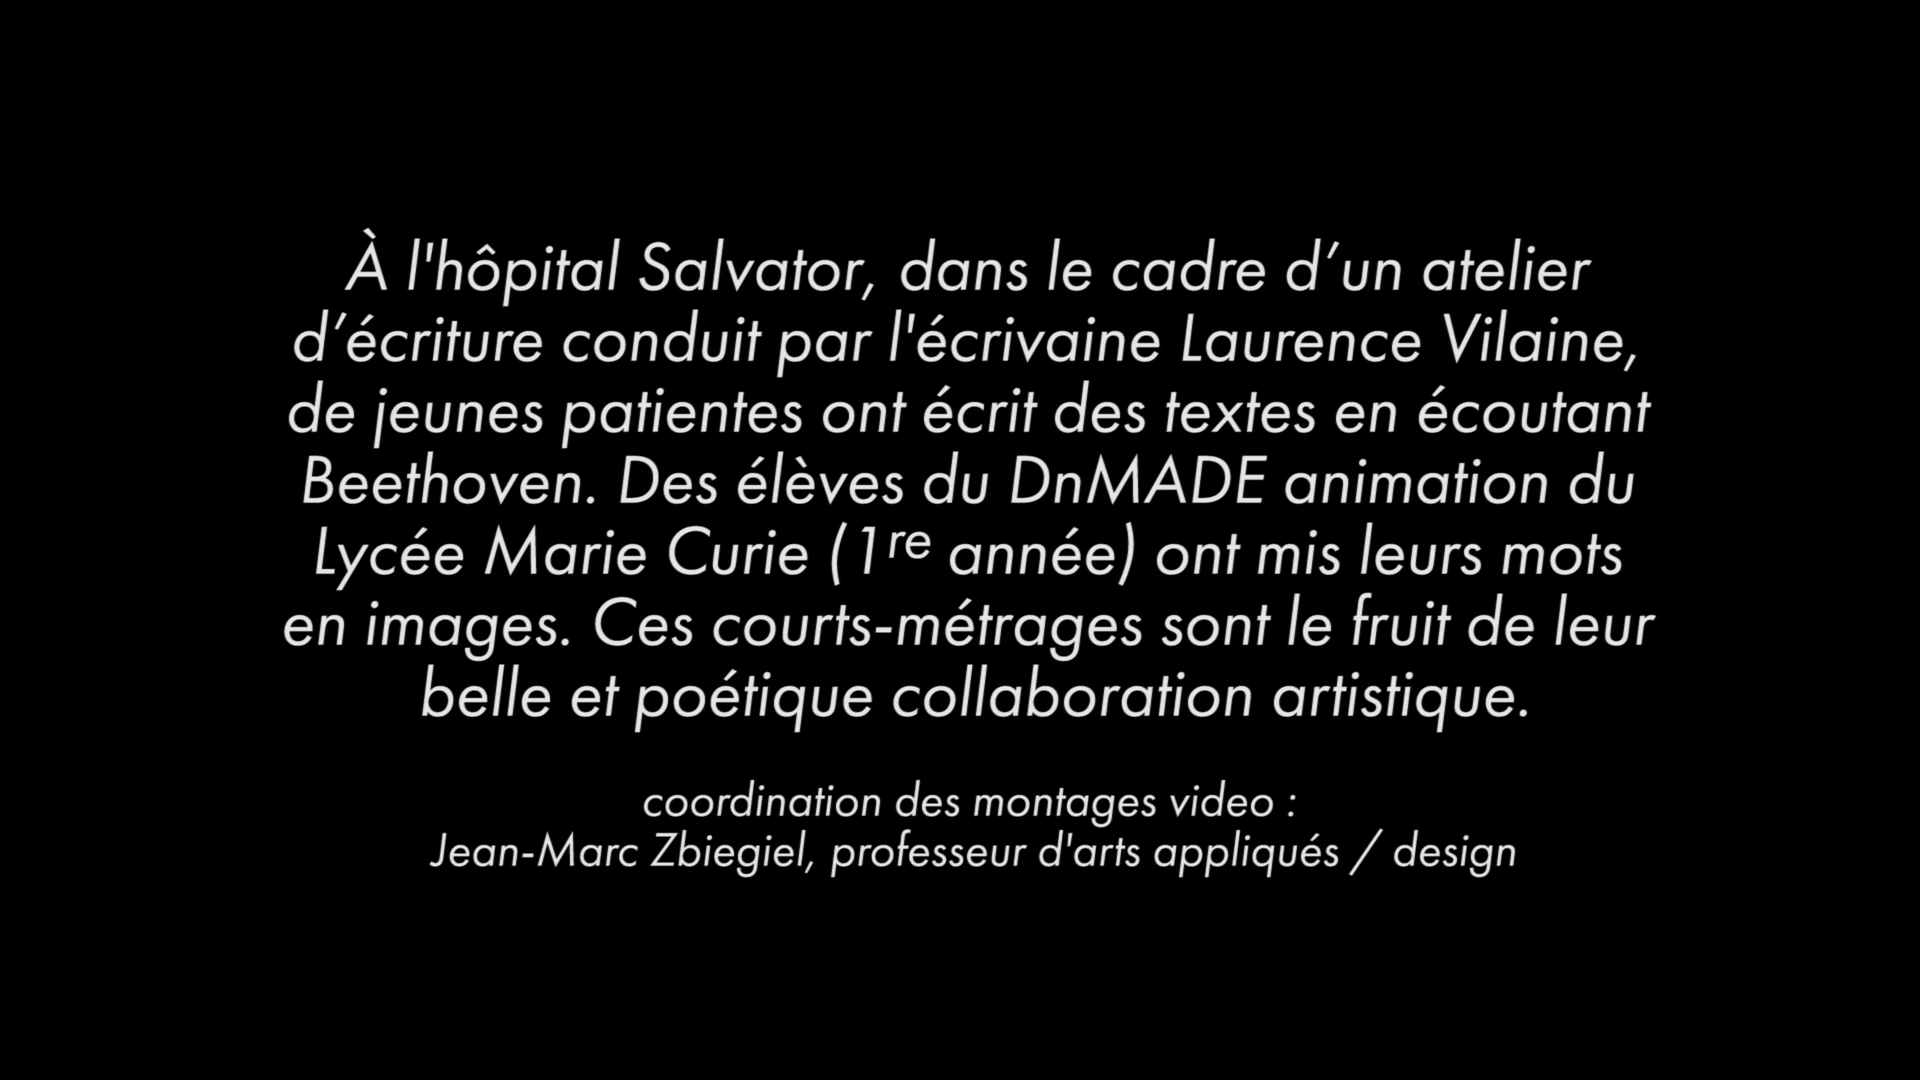 À l'hôpital Salvator, dans le cadre d’un atelier
d’écriture conduit par l'écrivaine Laurence Vilaine,
de jeunes patientes ont écrit des textes en écoutant
Beethoven. Des élèves du DnMADE animation du
Lycée Marie Curie (1re année) ont mis leurs mots
en images. Ces courts-métrages sont le fruit de leur
belle et poétique collaboration artistique.
coordination des montages video :
Jean-Marc Zbiegiel, professeur d'arts appliqués / design